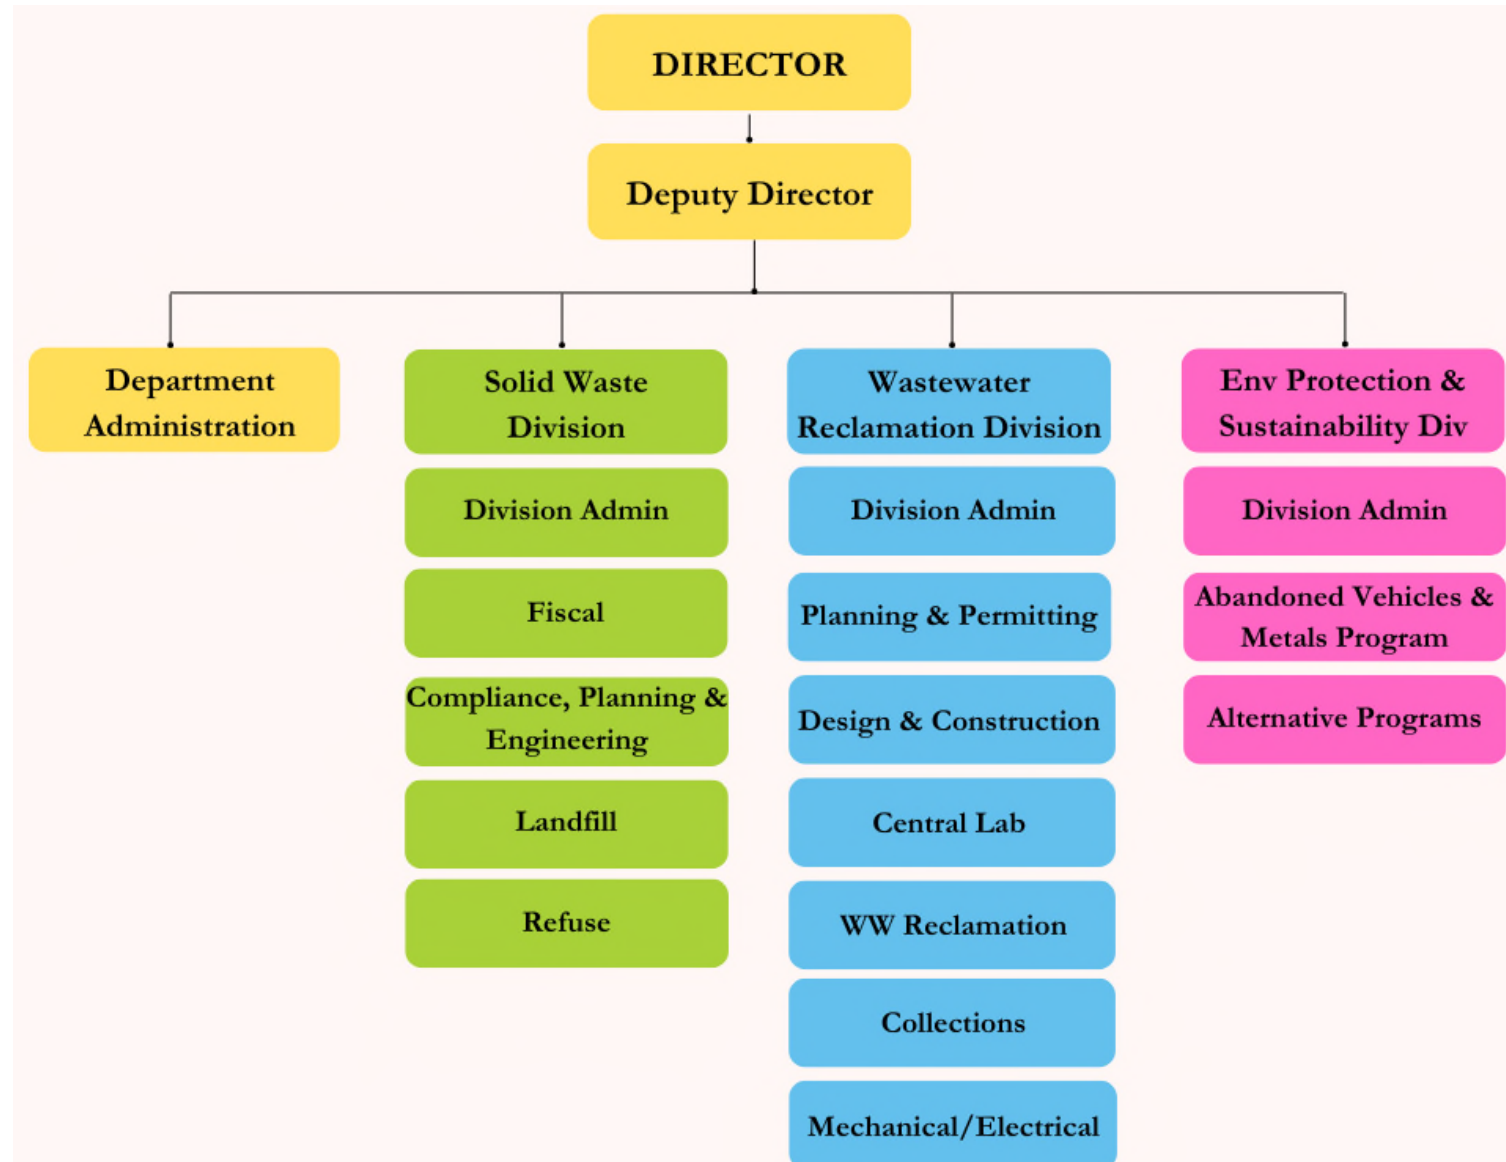 DIRECTOR
Deputy Director
Department
Administration
Solid Waste
Division
Division Admin
Fiscal
Compliance, Planning &
Engineering
Landfill
Refuse
Wastewater
Reclamation Division
Division Admin
Planning & Permitting
Design & Construction
Central Lab
WW Reclamation
Collections
Mechanical/Electrical
Env Protection &
Sustainability Div
Division Admin
Abandoned Vehicles &
Metals Program
Alternative Programs